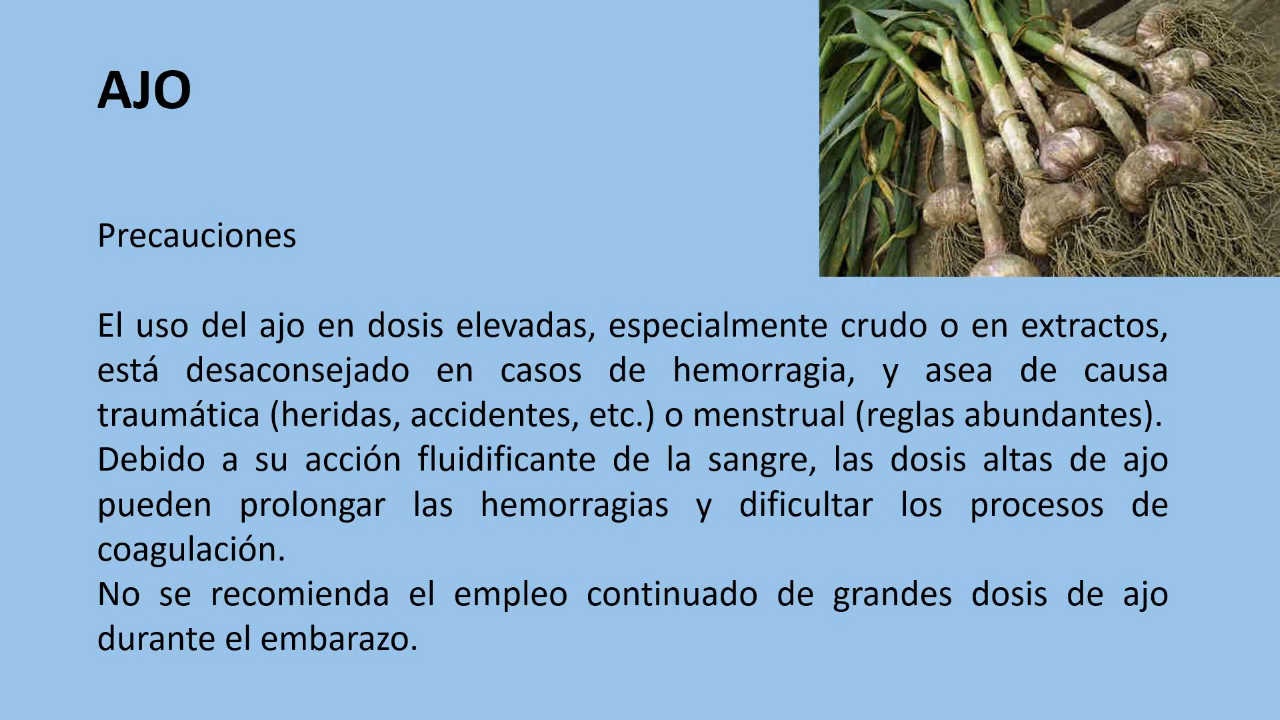 AJO
Precauciones
El uso del ajo en dosis elevadas, especialmente crudo o en extractos,
está desaconsejado en casos de hemorragia, y asea de causa
traumática (heridas, accidentes, etc.) o menstrual (reglas abundantes).
Debido a su acción fluidificante de la sangre, las dosis altas de ajo
pueden prolongar las hemorragias y dificultar los procesos de
coagulación.
No se recomienda el empleo continuado de grandes dosis de ajo
durante el embarazo.